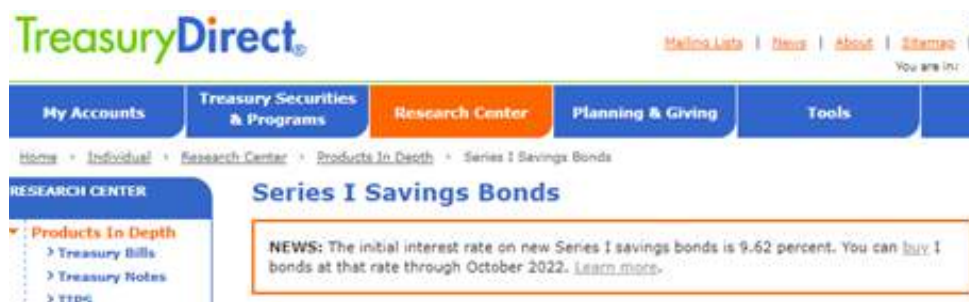 TreasuryDirect®
Mailing Lists | News | About | Sitemap |
You are in:
My Accounts
Treasury Securities
& Programs
Research Center
Planning & Giving
Tools
Home › Individual › Research Center › Products In Depth › Series I Savings Bonds
RESEARCH CENTER
Products In Depth
> Treasury Bills
> Treasury Notes
> TIPS
Series I Savings Bonds
NEWS: The initial interest rate on new Series I savings bonds is 9.62 percent. You can buy I
bonds at that rate through October 2022. Learn more.